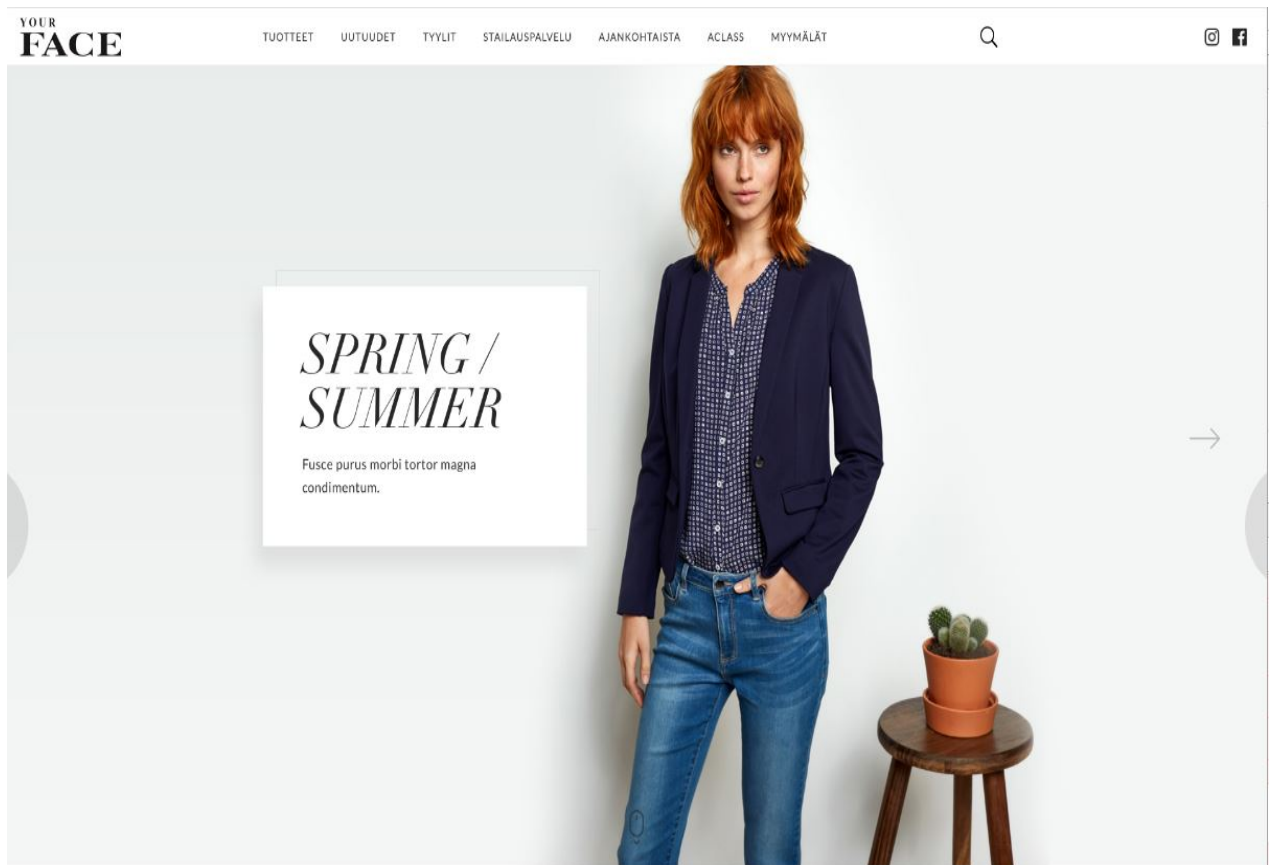 YOUR
FACE
TUOTTEET UUTUUDET TYYLIT STAILAUSPALVELU AJANKOHTAISTA ACLASS MYYMÄLÄT
SPRING /
SUMMER
Fusce purus morbi tortor magna
condimentum.